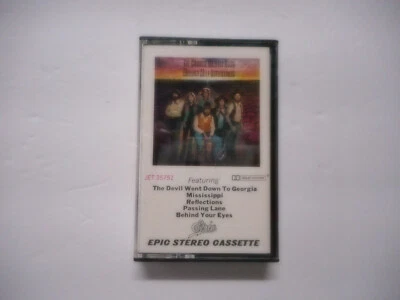 Featuring
The Devil Went Down To Georgia
Mississippi
Reflections
Passing Lane
Behind Your Eyes
Epic
EPIC STEREO CASSETTE